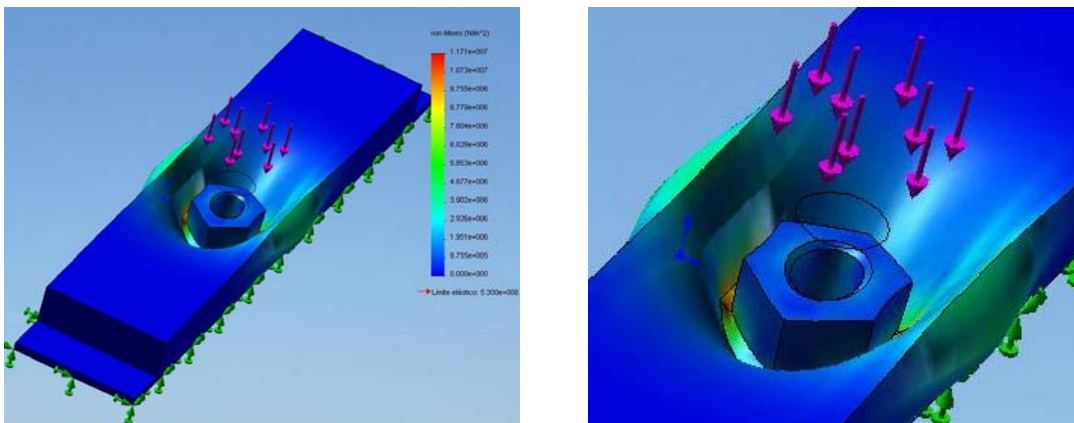 von Mises (N/m^2)
1.171e+007
1.073e+007
9.755e+006
8.779e+006
7.804e+006
6.828e+006
5.853e+006
4.877e+006
3.902e+006
2.926e+006
1.951e+006
9.755e+005
0.000e+000
Límite elástico: 5.300e+008